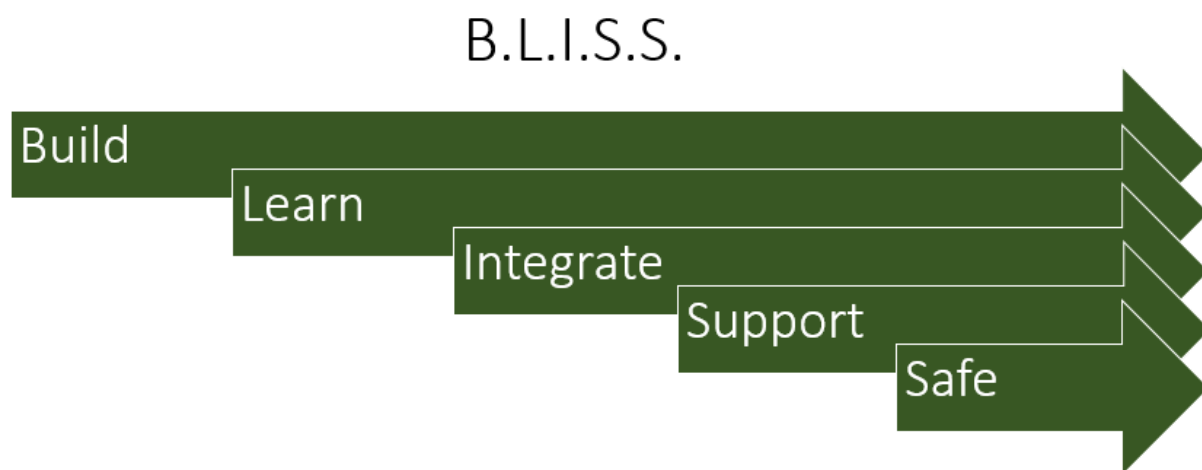 B.L.I.S.S.
Build
Learn
Integrate
Support
Safe